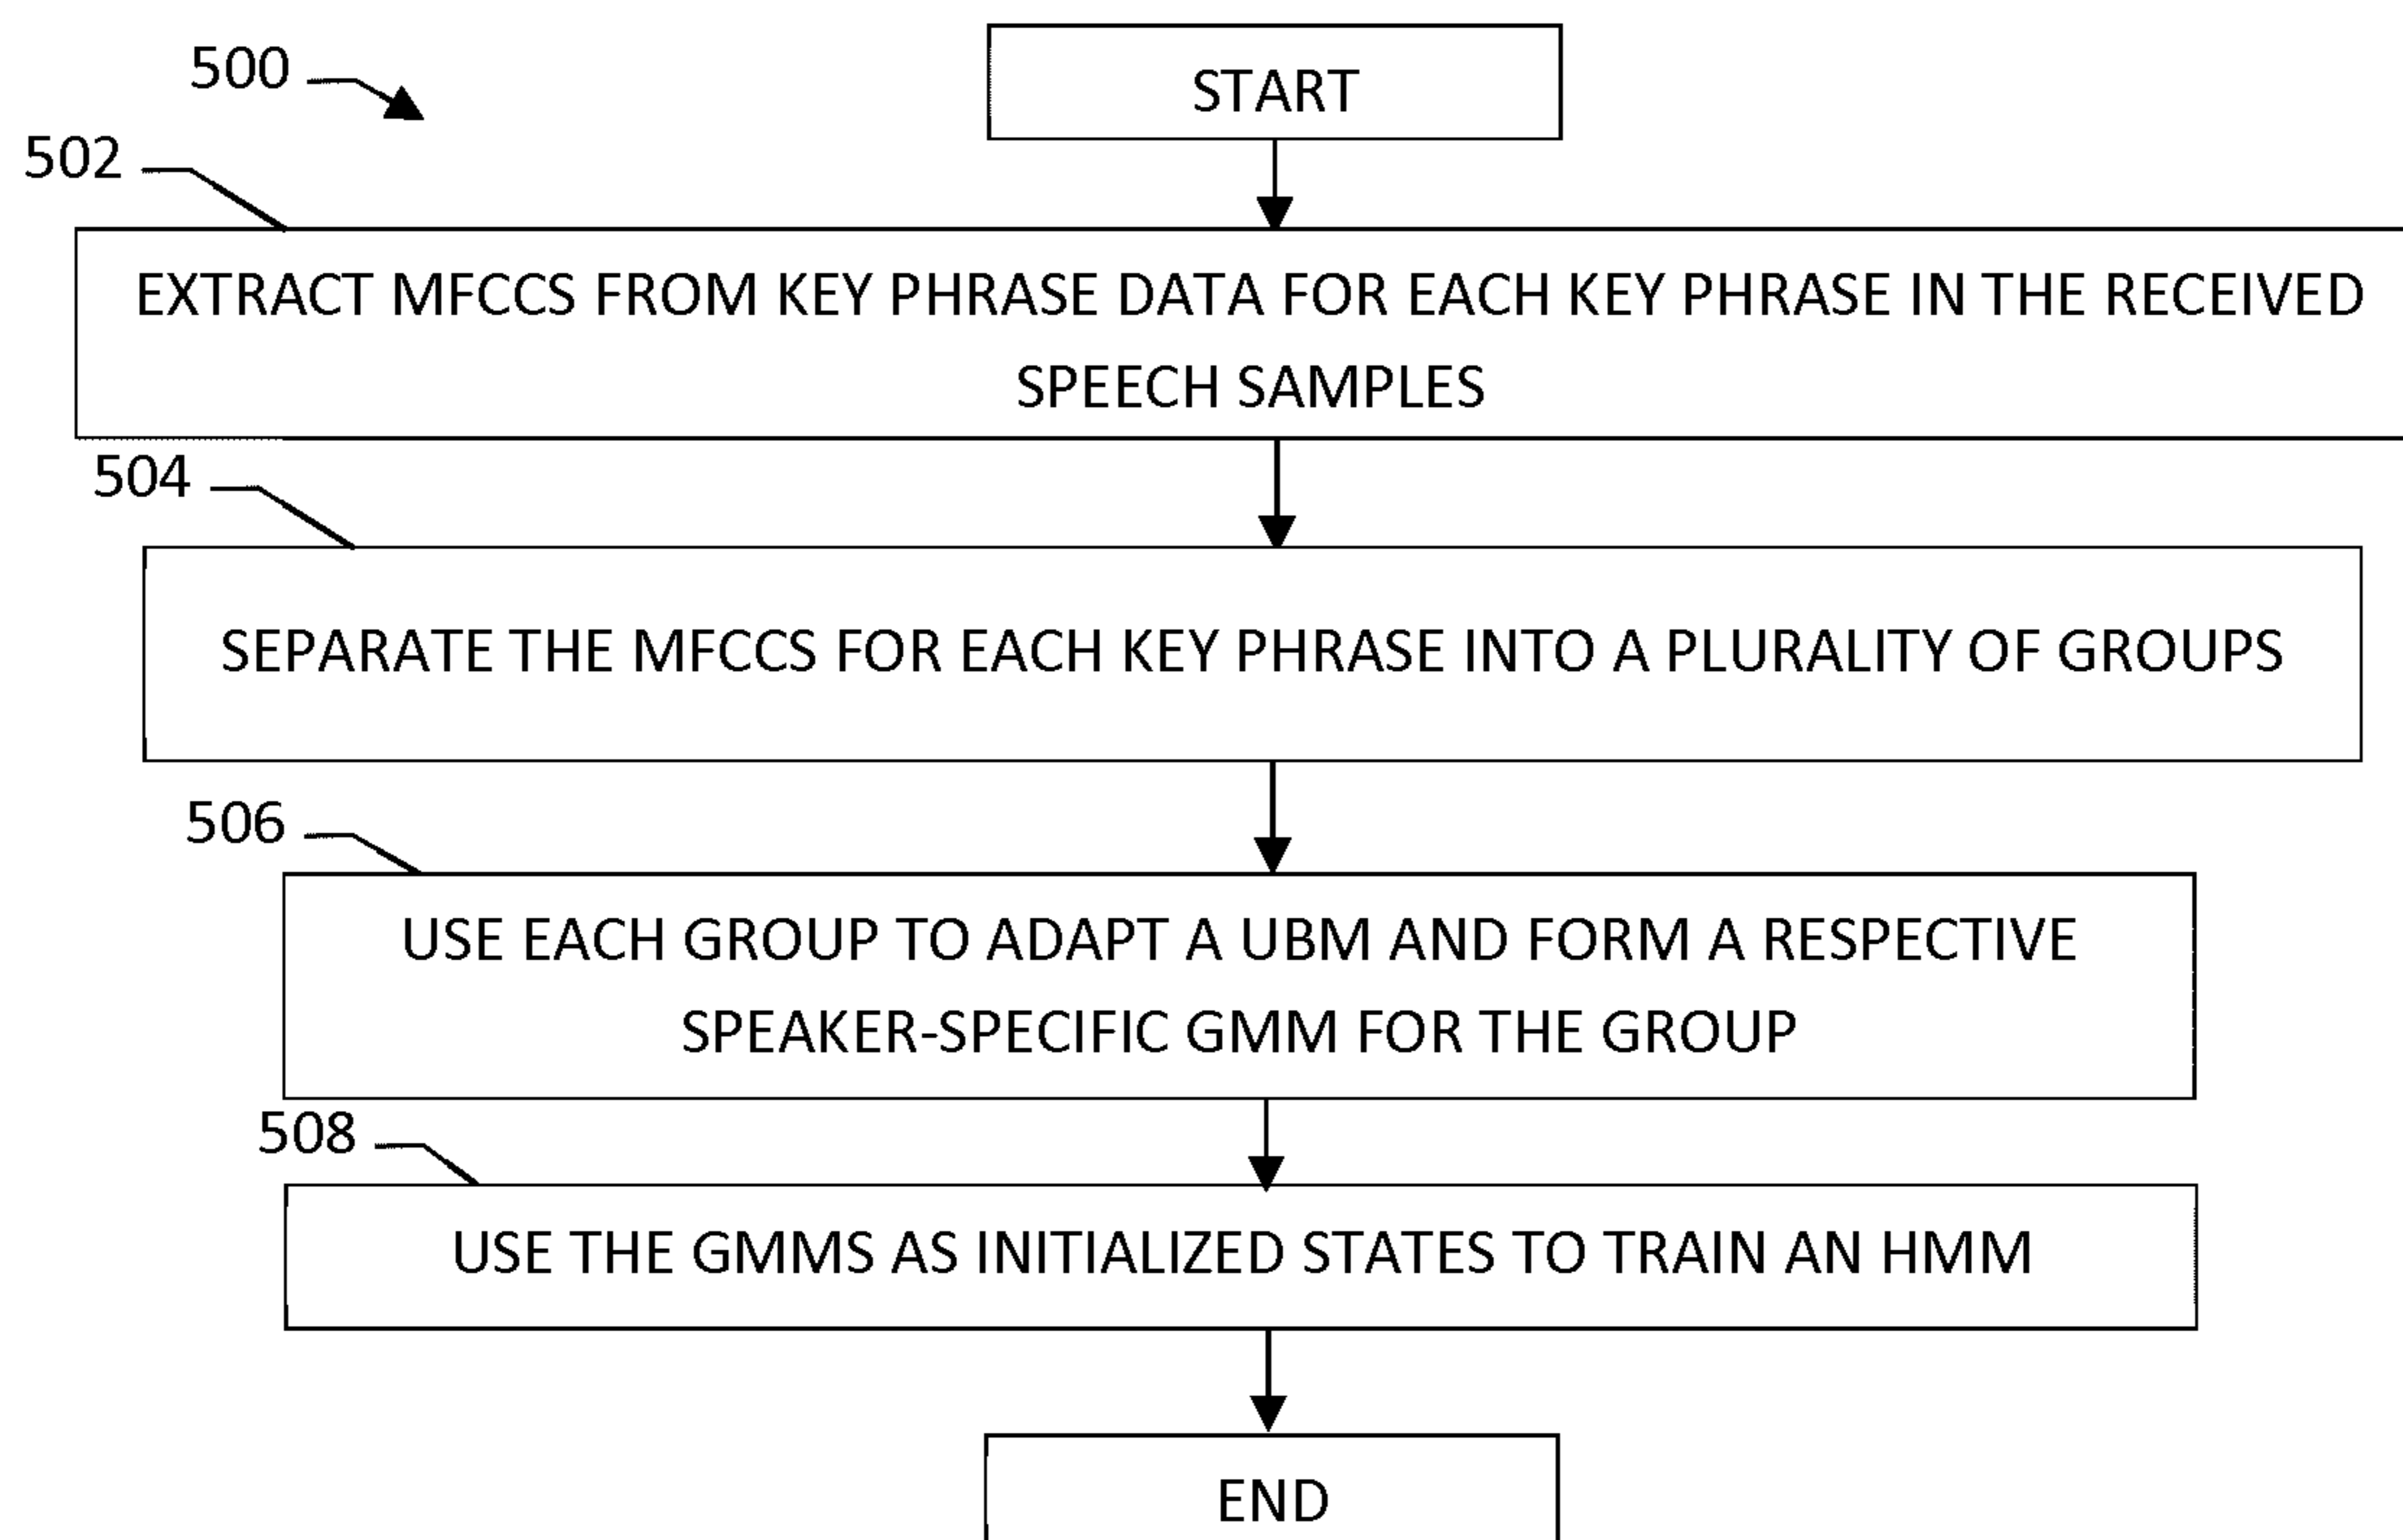 500
START
502
EXTRACT MFCCS FROM KEY PHRASE DATA FOR EACH KEY PHRASE IN THE RECEIVED
SPEECH SAMPLES
504
SEPARATE THE MFCCS FOR EACH KEY PHRASE INTO A PLURALITY OF GROUPS
506
USE EACH GROUP TO ADAPT A UBM AND FORM A RESPECTIVE
SPEAKER-SPECIFIC GMM FOR THE GROUP
508
USE THE GMMS AS INITIALIZED STATES TO TRAIN AN HMM
END